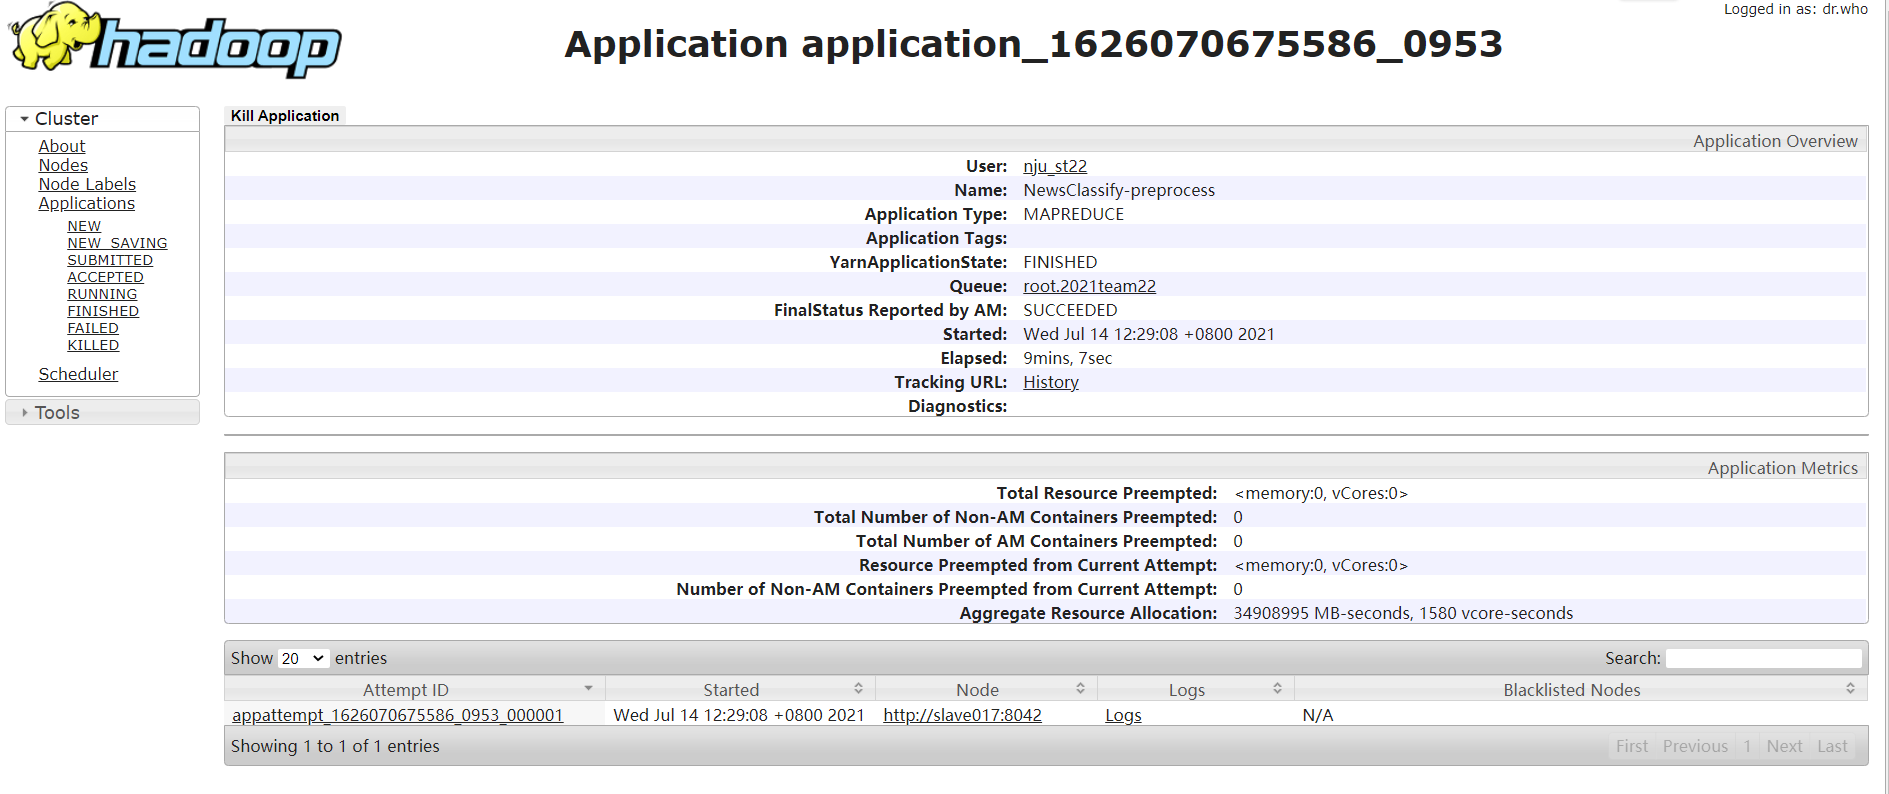 Logged in as: dr.who
hadoop
Application application_1626070675586_0953
Cluster
About
Nodes
Node Labels
Applications
NEW
NEW_SAVING
SUBMITTED
ACCEPTED
RUNNING
FINISHED
FAILED
KILLED
Scheduler
Tools
Kill Application
Application Overview
User: nju_st22
Name: NewsClassify-preprocess
Application Type: MAPREDUCE
Application Tags:
YarnApplicationState: FINISHED
Queue: root.2021team22
FinalStatus Reported by AM: SUCCEEDED
Started: Wed Jul 14 12:29:08 +0800 2021
Elapsed: 9mins, 7sec
Tracking URL: History
Diagnostics:
Application Metrics
Total Resource Preempted: <memory:0, vCores:0>
Total Number of Non-AM Containers Preempted: 0
Total Number of AM Containers Preempted: 0
Resource Preempted from Current Attempt: <memory:0, vCores:0>
Number of Non-AM Containers Preempted from Current Attempt: 0
Aggregate Resource Allocation: 34908995 MB-seconds, 1580 vcore-seconds
Show 20 entries Search:
Attempt ID Started Node Logs Blacklisted Nodes
appattempt_1626070675586_0953_000001 Wed Jul 14 12:29:08 +0800 2021 http://slave017:8042 Logs N/A
Showing 1 to 1 of 1 entries First Previous 1 Next Last